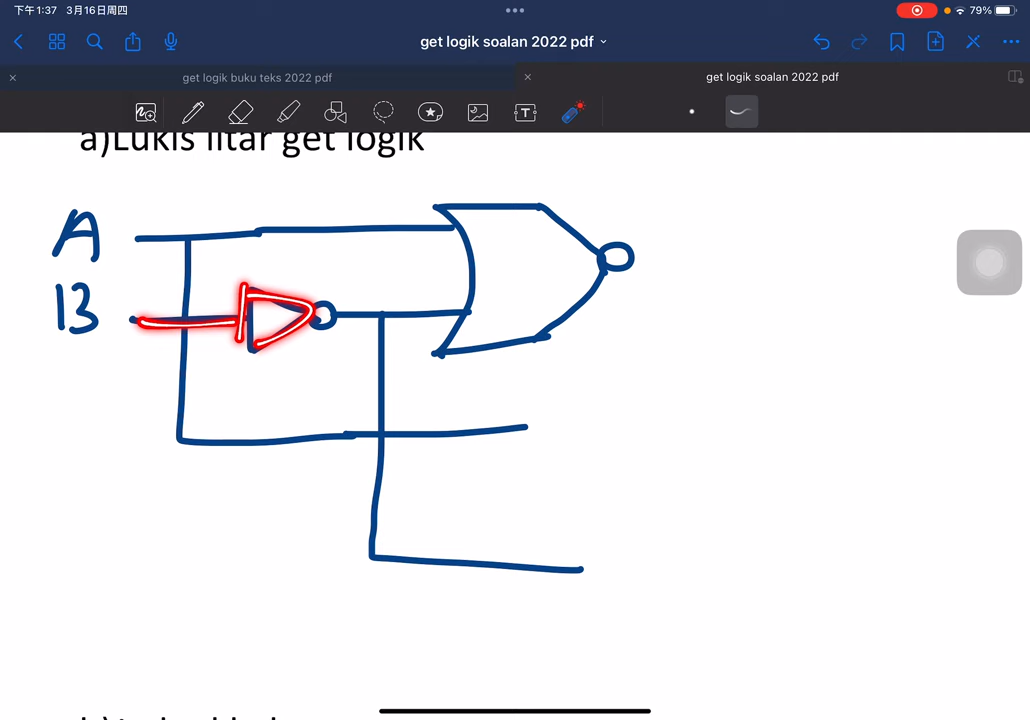 下午1:37 3月16日周四
79%
get logik soalan 2022 pdf
get logik buku teks 2022 pdf
get logik soalan 2022 pdf
T
a)Lukis litar get logik
A
B